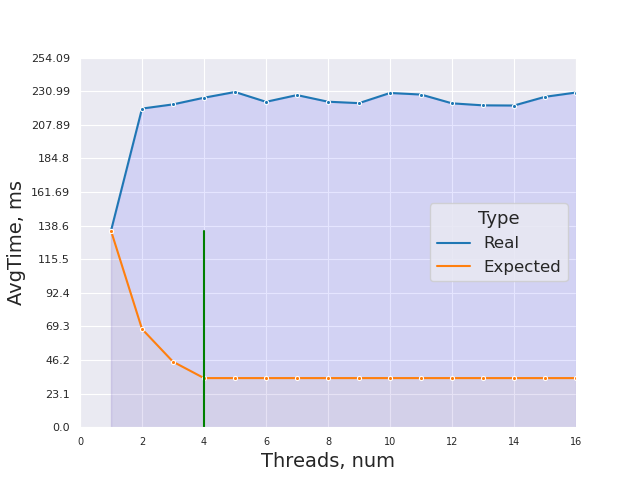 254.09
230.99
207.89
184.8
161.69
138.6
115.5
92.4
69.3
46.2
23.1
0.0
AvgTime, ms
Type
Real
Expected
0 2 4 6 8 10 12 14 16
Threads, num